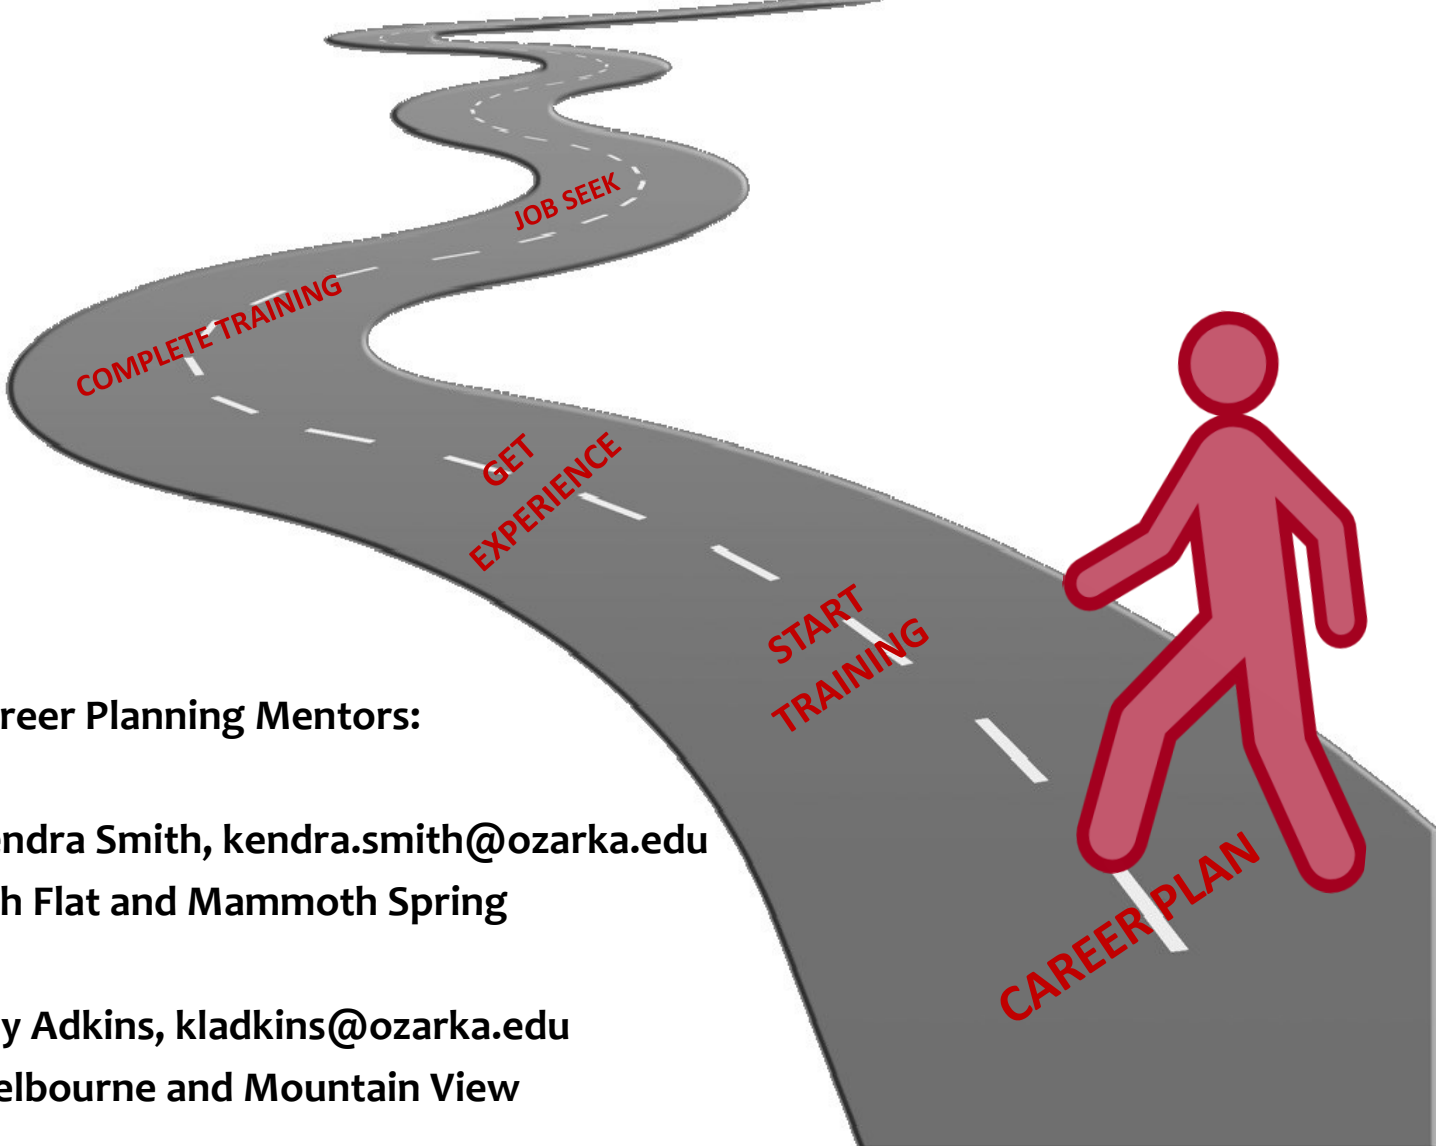 JOB SEEK
COMPLETE TRAINING
GET
EXPERIENCE
START
TRAINING
CAREER PLAN
reer Planning Mentors:
endra Smith, kendra.smith@ozarka.edu
h Flat and Mammoth Spring
y Adkins, kladkins@ozarka.edu
elbourne and Mountain View